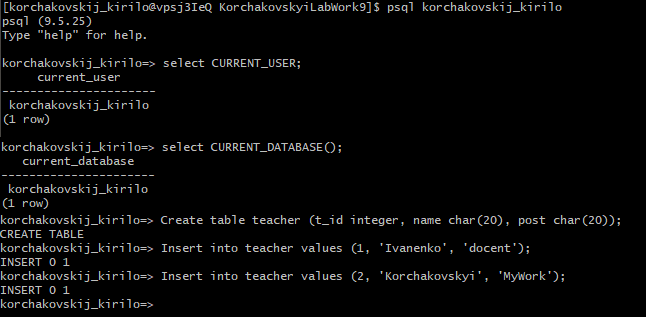 [korchakovskij_kirilo@vpsj3IeQ KorchakovskyiLabWork9]$ psql korchakovskij_kirilo
psql (9.5.25)
Type "help" for help.
korchakovskij_kirilo=> select CURRENT_USER;
current_user
----------------------
korchakovskij_kirilo
(1 row)
korchakovskij_kirilo=> select CURRENT_DATABASE();
current_database
----------------------
korchakovskij_kirilo
(1 row)
korchakovskij_kirilo=> Create table teacher (t_id integer, name char(20), post char(20));
CREATE TABLE
korchakovskij_kirilo=> Insert into teacher values (1, 'Ivanenko', 'docent');
INSERT 0 1
korchakovskij_kirilo=> Insert into teacher values (2, 'Korchakovskyi', 'MyWork');
INSERT 0 1
korchakovskij_kirilo=>